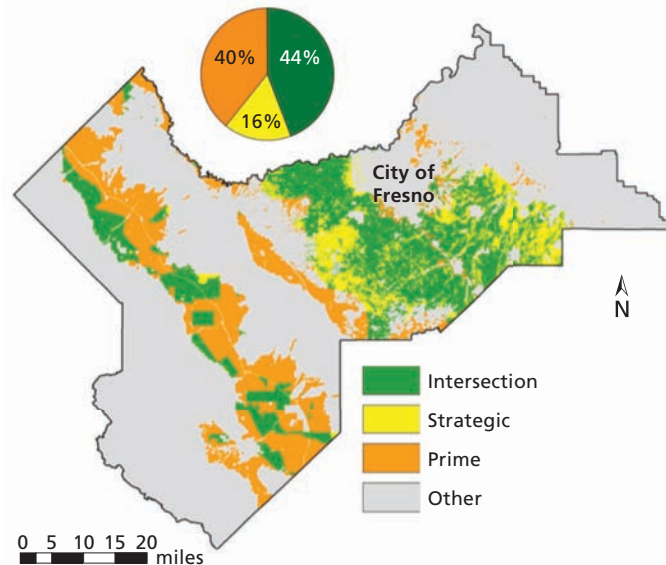 40% 44%
16%
City of
Fresno
N
Intersection
Strategic
Prime
Other
0 5 10 15 20
miles